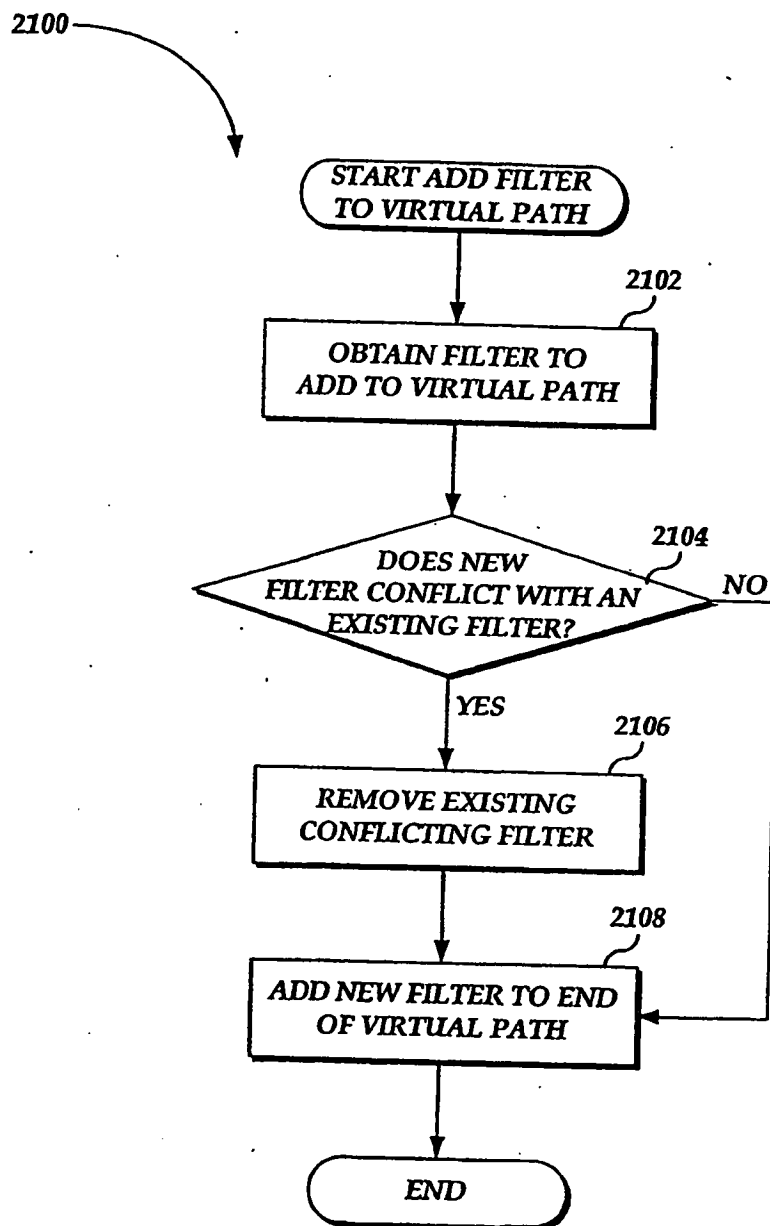 2100
START ADD FILTER
TO VIRTUAL PATH
2102
OBTAIN FILTER TO
ADD TO VIRTUAL PATH
2104
DOES NEW
FILTER CONFLICT WITH AN
EXISTING FILTER?
NO
YES
2106
REMOVE EXISTING
CONFLICTING FILTER
2108
ADD NEW FILTER TO END
OF VIRTUAL PATH
END